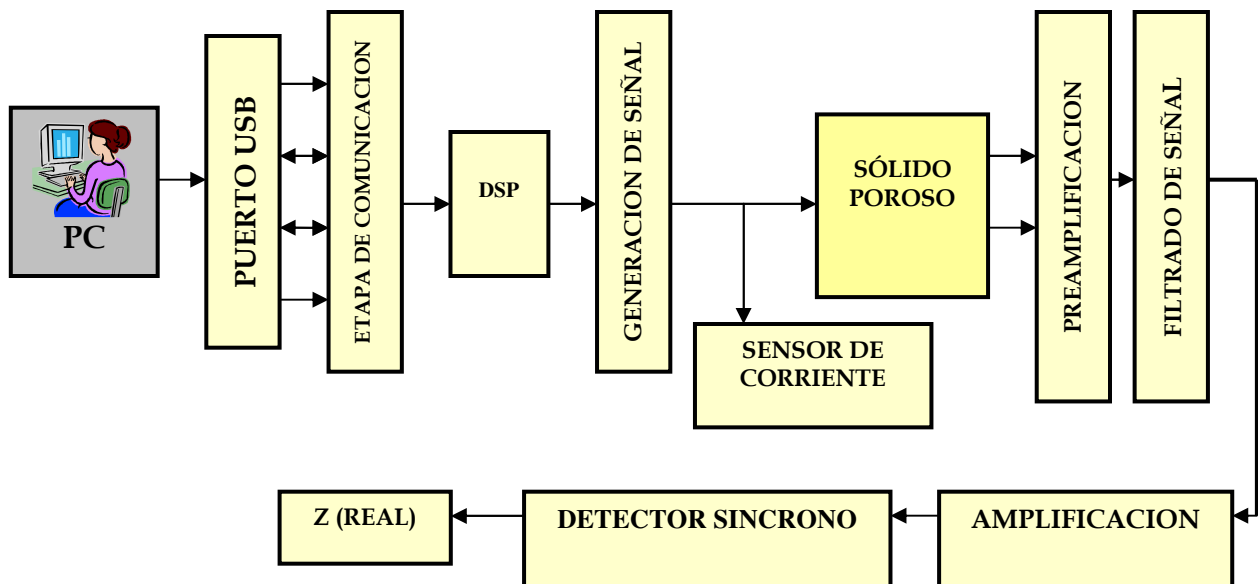 PC
PUERTO USB
ETAPA DE COMUNICACION
DSP
GENERACION DE SEÑAL
SÓLIDO
POROSO
SENSOR DE
CORRIENTE
PREAMPLIFICACION
FILTRADO DE SEÑAL
Z (REAL)
DETECTOR SINCRONO
AMPLIFICACION